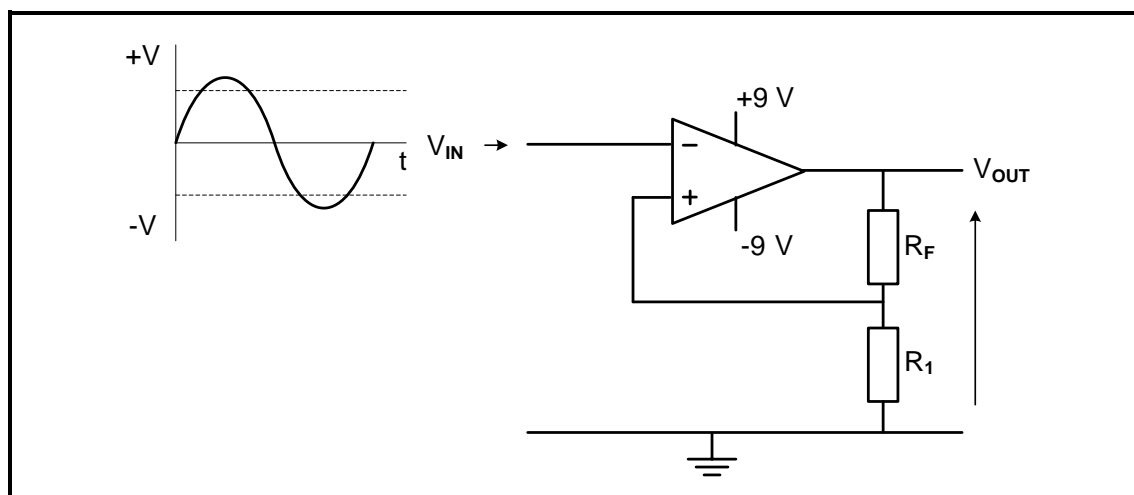 +V
t
-V
V_IN
+9 V
−
+
-9 V
V_OUT
R_F
R_1